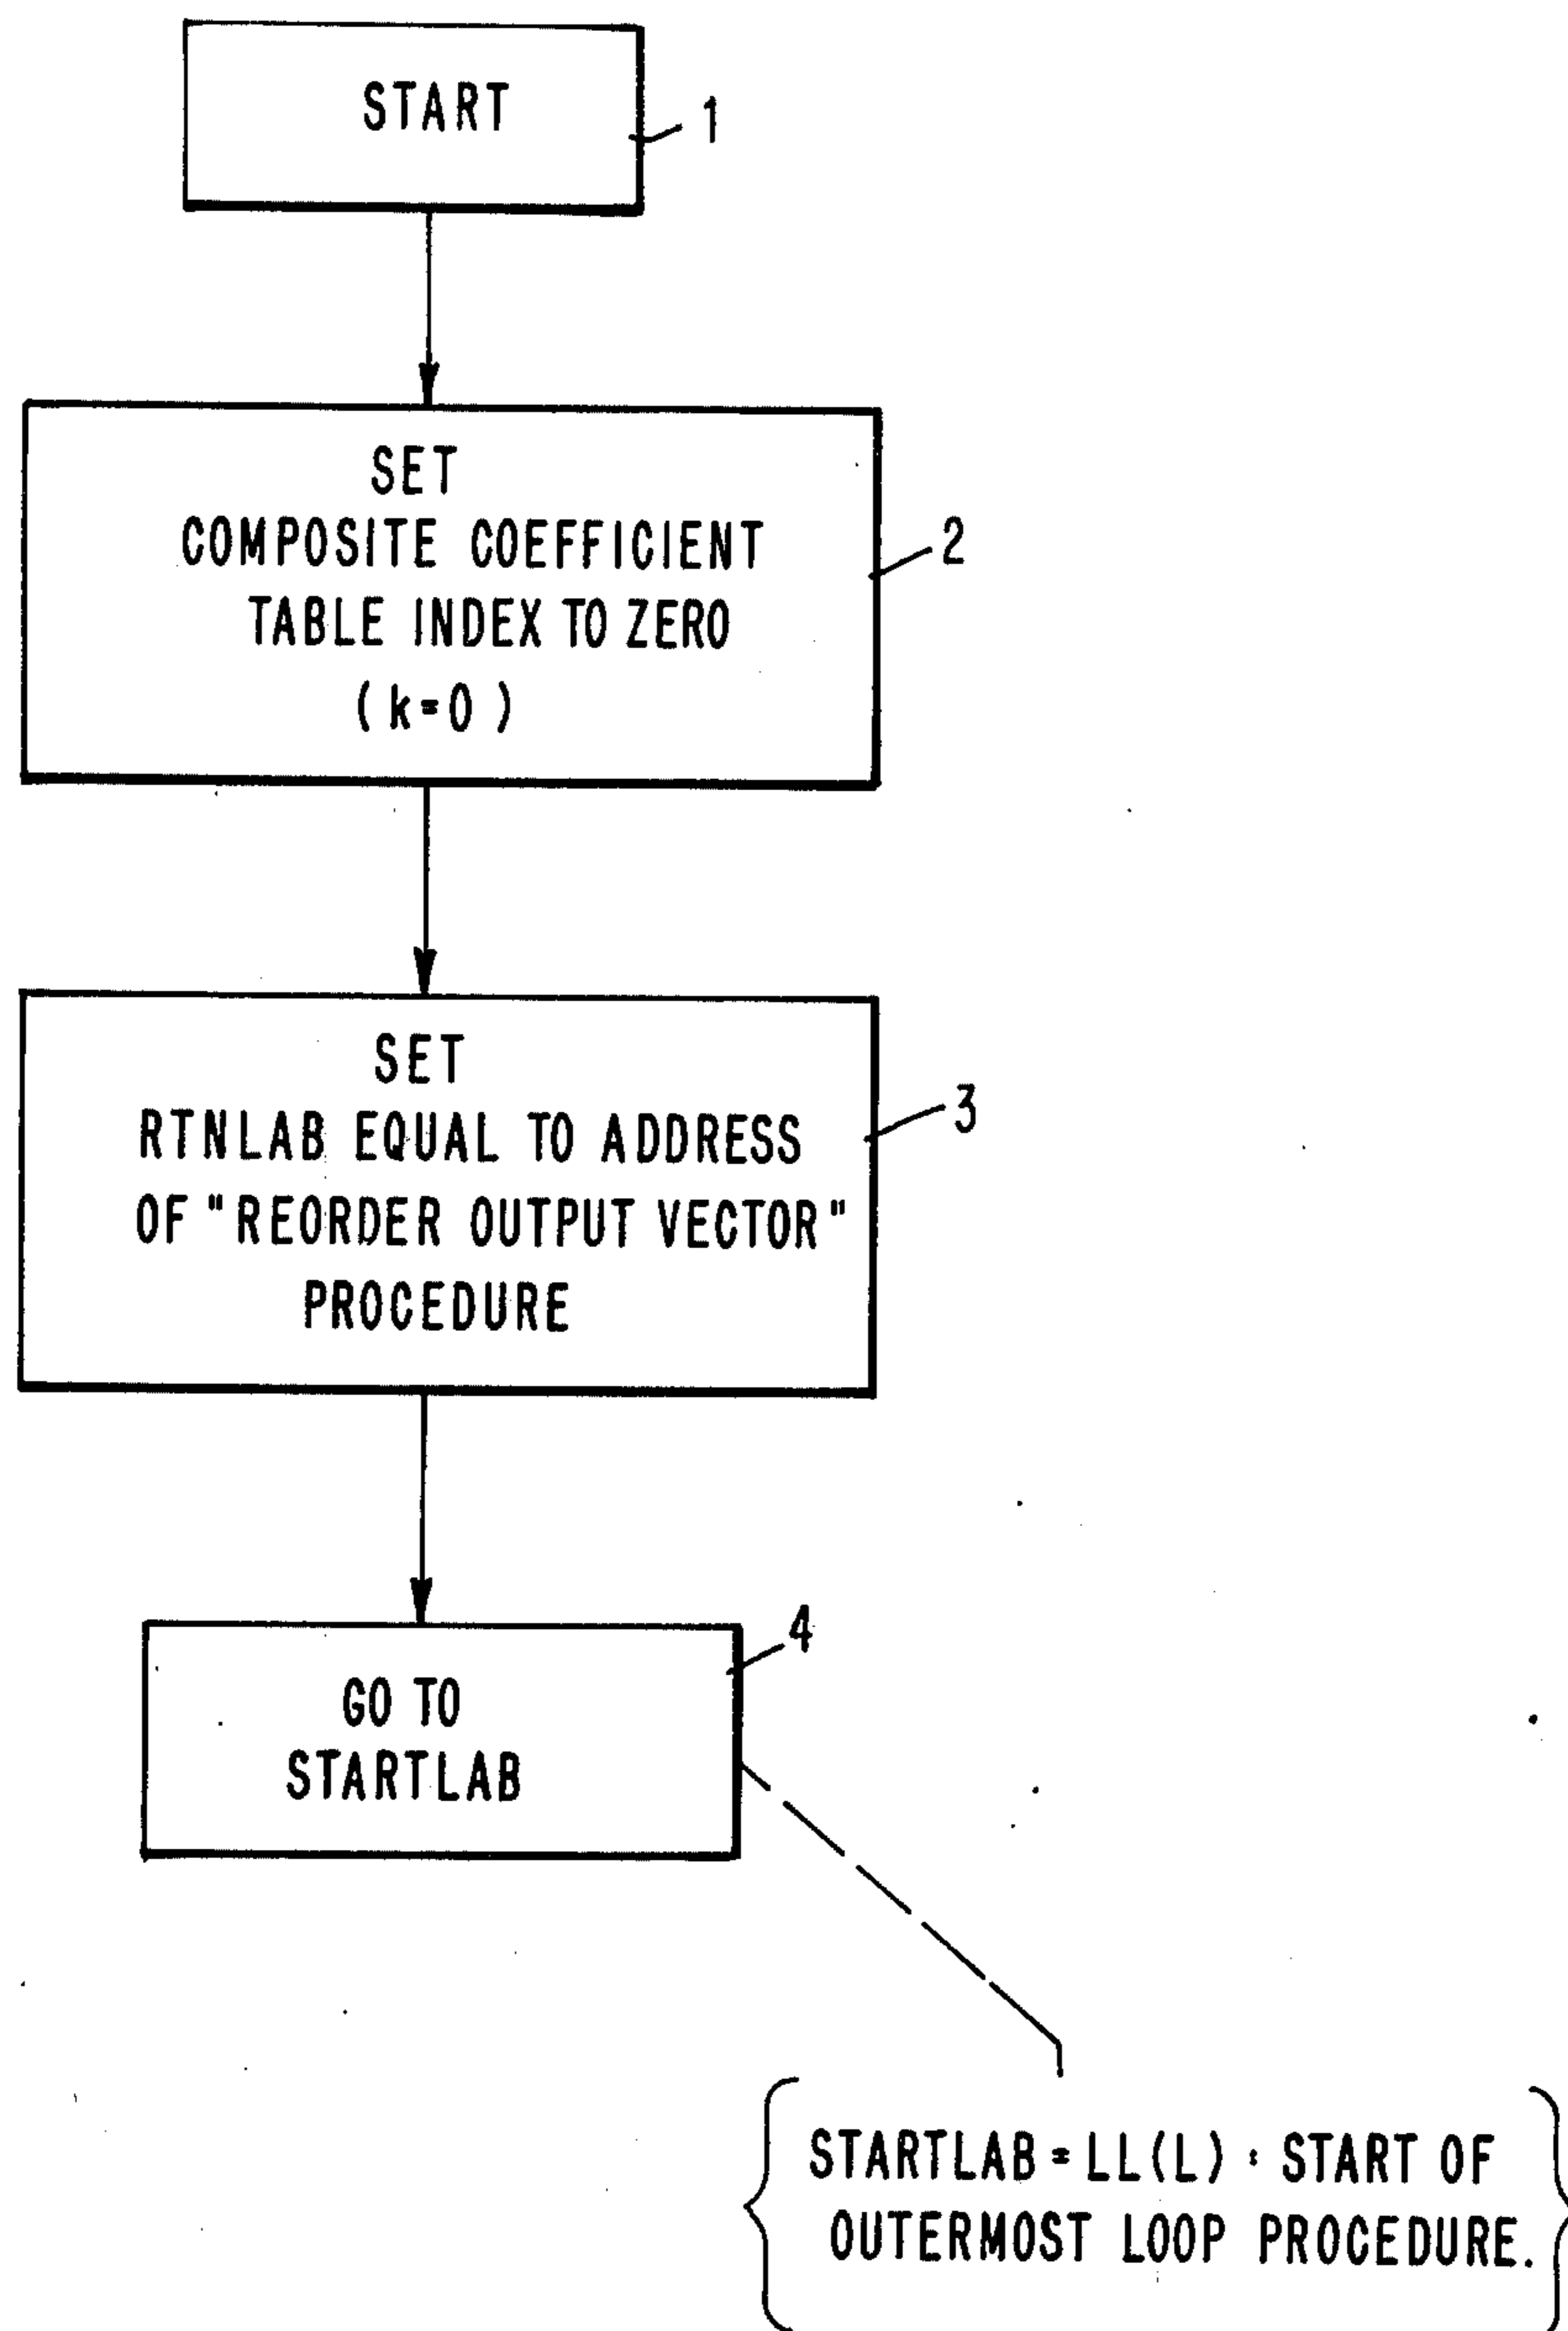 START
1
SET
COMPOSITE COEFFICIENT
TABLE INDEX TO ZERO
(k=0)
2
SET
RTNLAB EQUAL TO ADDRESS
OF "REORDER OUTPUT VECTOR"
PROCEDURE
3
GO TO
STARTLAB
4
STARTLAB = LL(L) : START OF
OUTERMOST LOOP PROCEDURE.